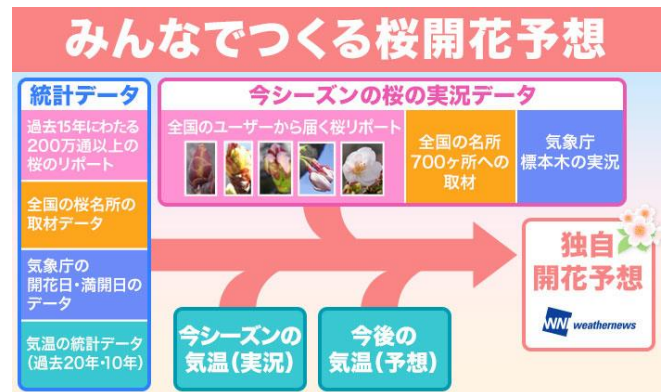 みんなでつくる桜開花予想
統計データ
過去15年にわたる
200万通以上の
桜のリポート
全国の桜名所の
取材データ
気象庁の
開花日・満開日の
データ
気温の統計データ
(過去20年・10年)
今シーズンの桜の実況データ
全国のユーザーから届く桜リポート
全国の名所
700ヶ所への
取材
気象庁
標本木の実況
今シーズンの
気温(実況)
今後の
気温(予想)
独自
開花予想
WNI weathernews